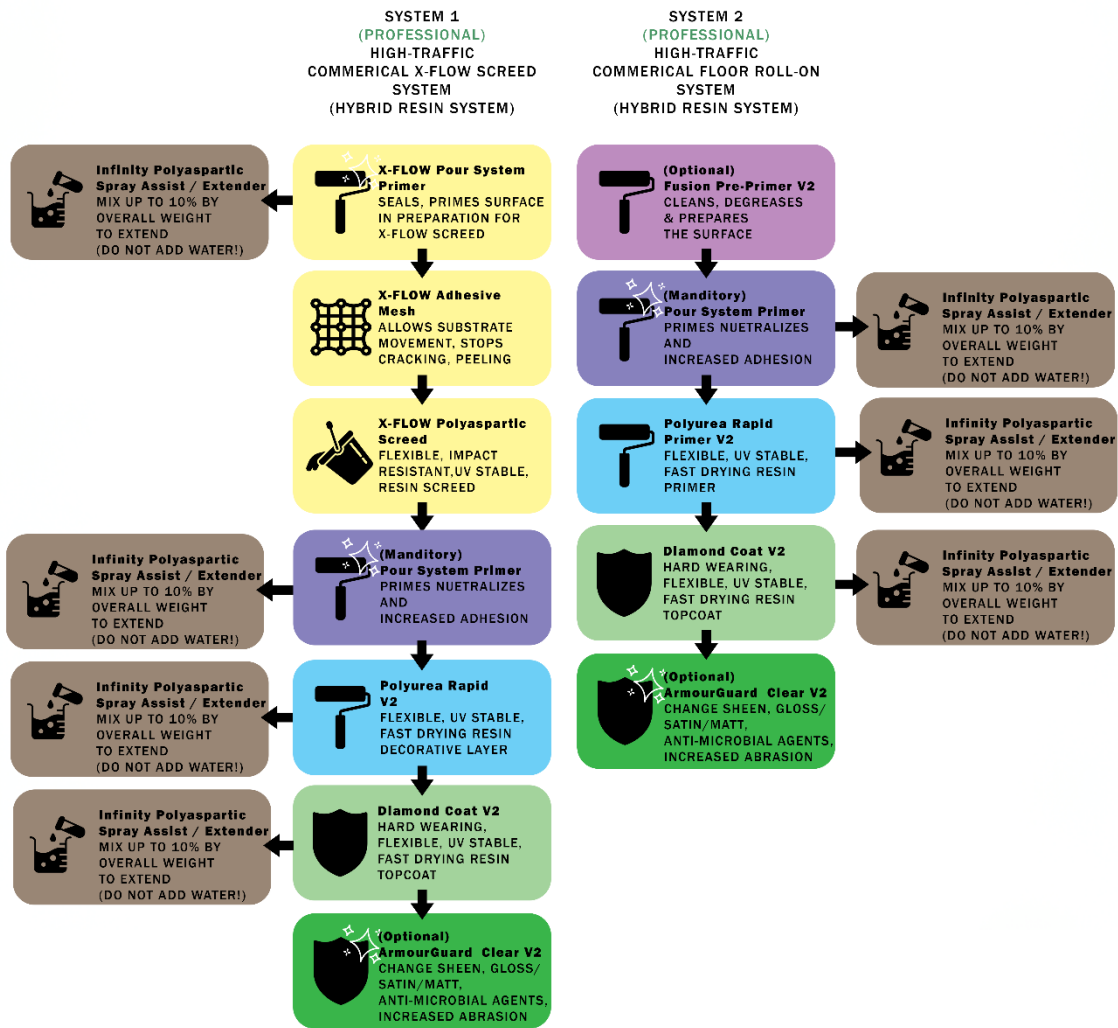 SYSTEM 1
(PROFESSIONAL)
HIGH-TRAFFIC
COMMERICAL X-FLOW SCREED
SYSTEM
(HYBRID RESIN SYSTEM)
Infinity Polyaspartic
Spray Assist / Extender
MIX UP TO 10% BY
OVERALL WEIGHT
TO EXTEND
(DO NOT ADD WATER!)
X-FLOW Pour System
Primer
SEALS, PRIMES SURFACE
IN PREPARATION FOR
X-FLOW SCREED
X-FLOW Adhesive
Mesh
ALLOWS SUBSTRATE
MOVEMENT, STOPS
CRACKING, PEELING
X-FLOW Polyaspartic
Screed
FLEXIBLE, IMPACT
RESISTANT,UV STABLE,
RESIN SCREED
Infinity Polyaspartic
Spray Assist / Extender
MIX UP TO 10% BY
OVERALL WEIGHT
TO EXTEND
(DO NOT ADD WATER!)
(Manditory)
Pour System Primer
PRIMES NUETRALIZES
AND
INCREASED ADHESION
Infinity Polyaspartic
Spray Assist / Extender
MIX UP TO 10% BY
OVERALL WEIGHT
TO EXTEND
(DO NOT ADD WATER!)
Polyurea Rapid
V2
FLEXIBLE, UV STABLE,
FAST DRYING RESIN
DECORATIVE LAYER
Infinity Polyaspartic
Spray Assist / Extender
MIX UP TO 10% BY
OVERALL WEIGHT
TO EXTEND
(DO NOT ADD WATER!)
Diamond Coat V2
HARD WEARING,
FLEXIBLE, UV STABLE,
FAST DRYING RESIN
TOPCOAT
(Optional)
ArmourGuard Clear V2
CHANGE SHEEN, GLOSS/
SATIN/MATT,
ANTI-MICROBIAL AGENTS,
INCREASED ABRASION
SYSTEM 2
(PROFESSIONAL)
HIGH-TRAFFIC
COMMERICAL FLOOR ROLL-ON
SYSTEM
(HYBRID RESIN SYSTEM)
(Optional)
Fusion Pre-Primer V2
CLEANS, DEGREASES
& PREPARES
THE SURFACE
(Manditory)
Pour System Primer
PRIMES NUETRALIZES
AND
INCREASED ADHESION
Infinity Polyaspartic
Spray Assist / Extender
MIX UP TO 10% BY
OVERALL WEIGHT
TO EXTEND
(DO NOT ADD WATER!)
Polyurea Rapid
Primer V2
FLEXIBLE, UV STABLE,
FAST DRYING RESIN
PRIMER
Infinity Polyaspartic
Spray Assist / Extender
MIX UP TO 10% BY
OVERALL WEIGHT
TO EXTEND
(DO NOT ADD WATER!)
Diamond Coat V2
HARD WEARING,
FLEXIBLE, UV STABLE,
FAST DRYING RESIN
TOPCOAT
Infinity Polyaspartic
Spray Assist / Extender
MIX UP TO 10% BY
OVERALL WEIGHT
TO EXTEND
(DO NOT ADD WATER!)
(Optional)
ArmourGuard Clear V2
CHANGE SHEEN, GLOSS/
SATIN/MATT,
ANTI-MICROBIAL AGENTS,
INCREASED ABRASION